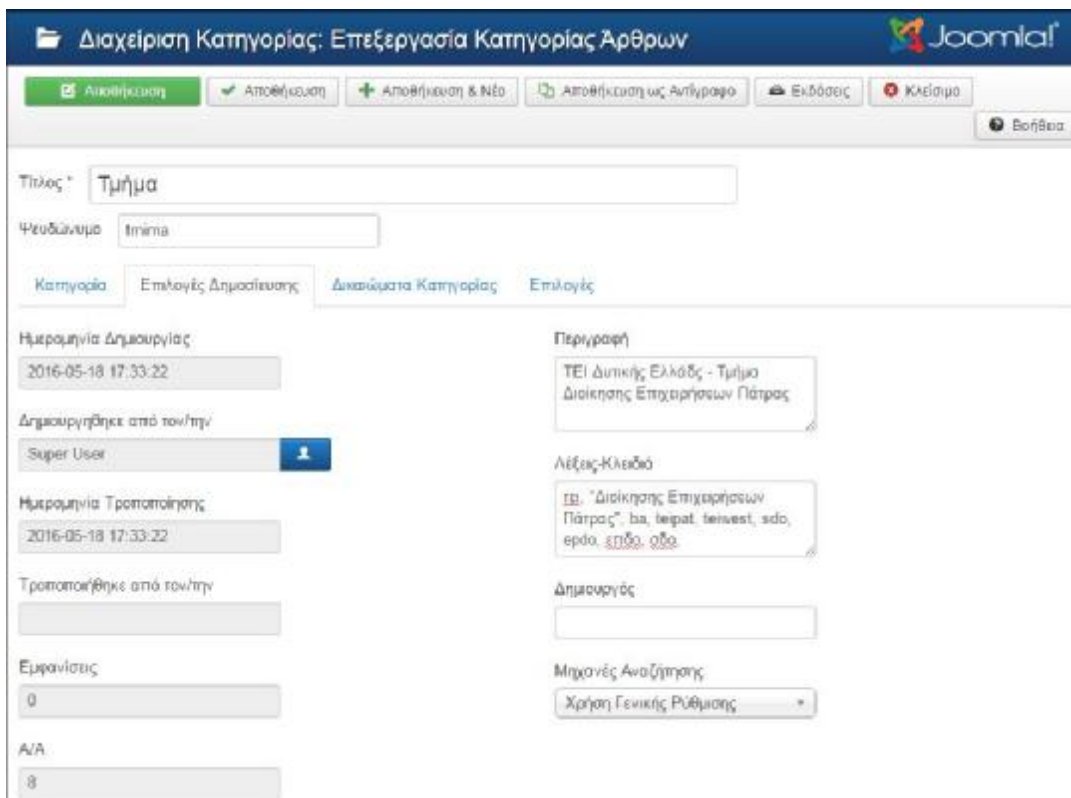 Διαχείριση Κατηγορίας: Επεξεργασία Κατηγορίας Άρθρων
Joomla!
Αποθήκευση
Αποθήκευση
Αποθήκευση & Νέο
Αποθήκευση ως Αντίγραφο
Εκδόσεις
Κλείσιμο
Βοήθεια
Τίτλος *
Τμήμα
Ψευδώνυμο
tmima
Κατηγορία
Επιλογές Δημοσίευσης
Δικαιώματα Κατηγορίας
Επιλογές
Ημερομηνία Δημιουργίας
2016-05-18 17:33:22
Δημιουργήθηκε από τον/την
Super User
Ημερομηνία Τροποποίησης
2016-05-18 17:33:22
Τροποποιήθηκε από τον/την
Εμφανίσεις
0
Α/Α
8
Περιγραφή
ΤΕΙ Δυτικής Ελλάδς - Τμήμα
Διοίκησης Επιχειρήσεων Πάτρας
Λέξεις-Κλειδιά
"Διοίκησης Επιχειρήσεων
Πάτρας", ba, teipat, teiwest, sdo,
epdo, επδο, σδο,
Δημιουργός
Μηχανές Αναζήτησης
Χρήση Γενικής Ρύθμισης